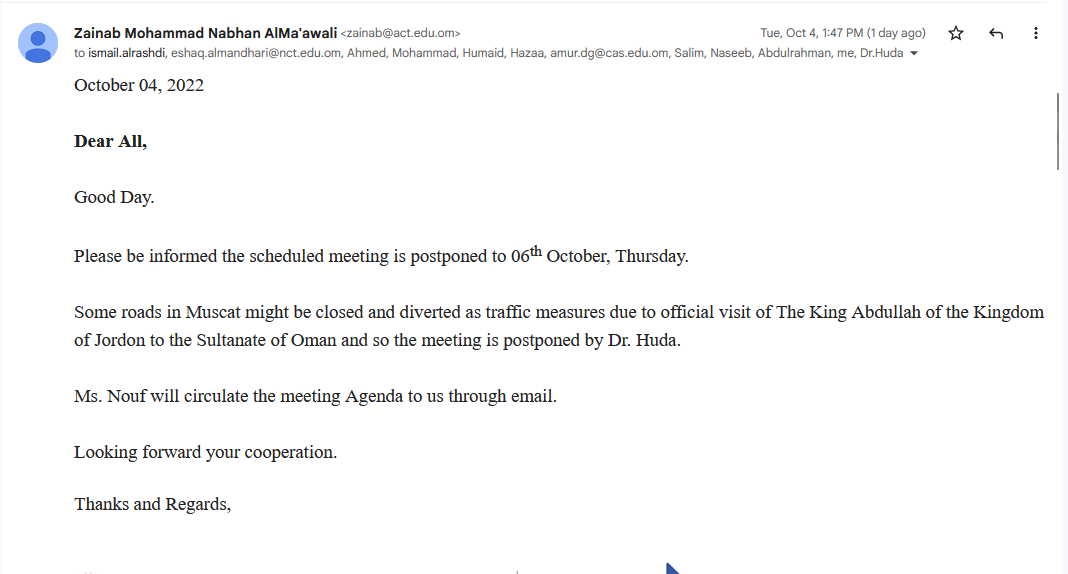 Zainab Mohammad Nabhan AlMa'awali <zainab@act.edu.om> Tue, Oct 4, 1:47 PM (1 day ago)
to ismail.alrashdi, eshaq.almandhari@nct.edu.om, Ahmed, Mohammad, Humaid, Hazaa, amur.dg@cas.edu.om, Salim, Naseeb, Abdulrahman, me, Dr.Huda
October 04, 2022
Dear All,
Good Day.
Please be informed the scheduled meeting is postponed to 06th October, Thursday.
Some roads in Muscat might be closed and diverted as traffic measures due to official visit of The King Abdullah of the Kingdom
of Jordon to the Sultanate of Oman and so the meeting is postponed by Dr. Huda.
Ms. Nouf will circulate the meeting Agenda to us through email.
Looking forward your cooperation.
Thanks and Regards,